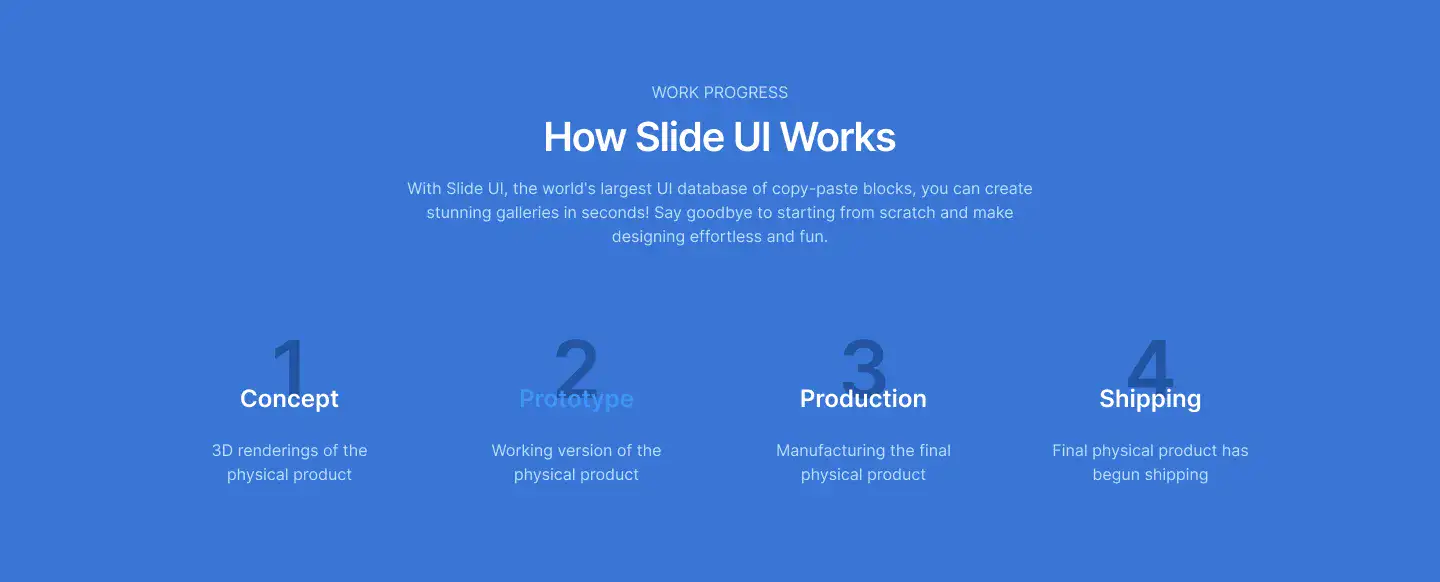 WORK PROGRESS
How Slide UI Works
With Slide UI, the world's largest UI database of copy-paste blocks, you can create
stunning galleries in seconds! Say goodbye to starting from scratch and make
designing effortless and fun.
1
Concept
3D renderings of the
physical product
2
Prototype
Working version of the
physical product
3
Production
Manufacturing the final
physical product
4
Shipping
Final physical product has
begun shipping